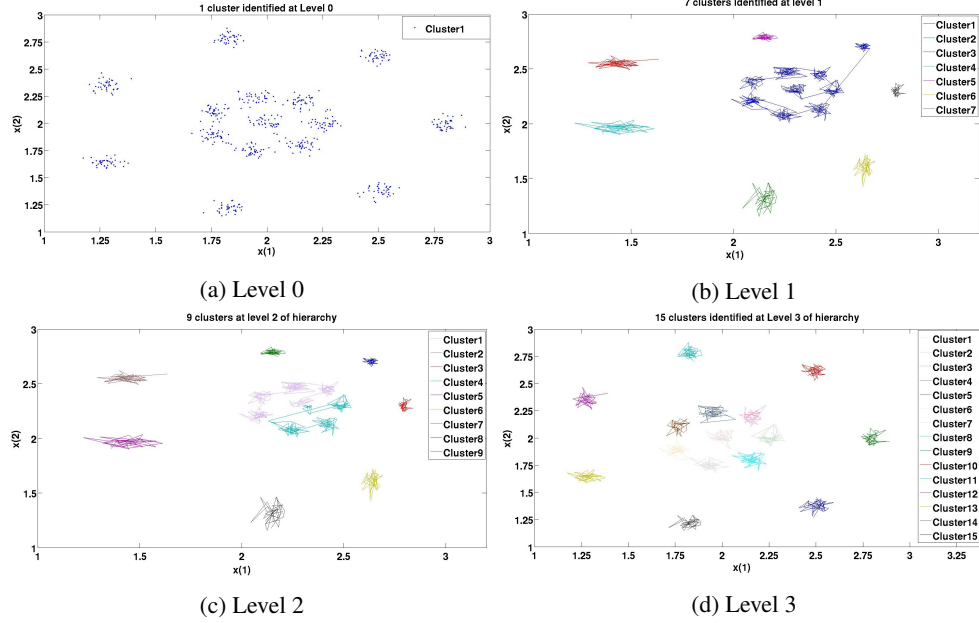 1 cluster identified at Level 0
3
2.75
2.5
2.25
2
1.75
1.5
1.25
1
x(2)
1 1.25 1.5 1.75 2 2.25 2.5 2.75 3
x(1)
Cluster1
(a) Level 0
7 clusters identified at level 1
3
2.5
2
1.5
1
x(2)
1 1.5 2 2.5 3
x(1)
Cluster1
Cluster2
Cluster3
Cluster4
Cluster5
Cluster6
Cluster7
(b) Level 1
9 clusters at level 2 of hierarchy
3
2.5
2
1.5
1
x(2)
1 1.5 2 2.5 3
x(1)
Cluster1
Cluster2
Cluster3
Cluster4
Cluster5
Cluster6
Cluster7
Cluster8
Cluster9
(c) Level 2
15 clusters identified at Level 3 of hierarchy
3
2.75
2.5
2.25
2
1.75
1.5
1.25
1
x(2)
1 1.25 1.5 1.75 2 2.25 2.5 2.75 3 3.25
x(1)
Cluster1
Cluster2
Cluster3
Cluster4
Cluster5
Cluster6
Cluster7
Cluster8
Cluster9
Cluster10
Cluster11
Cluster12
Cluster13
Cluster14
Cluster15
(d) Level 3